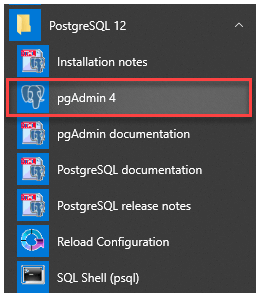 PostgreSQL 12
Installation notes
pgAdmin 4
pgAdmin documentation
PostgreSQL documentation
PostgreSQL release notes
Reload Configuration
SQL Shell (psql)